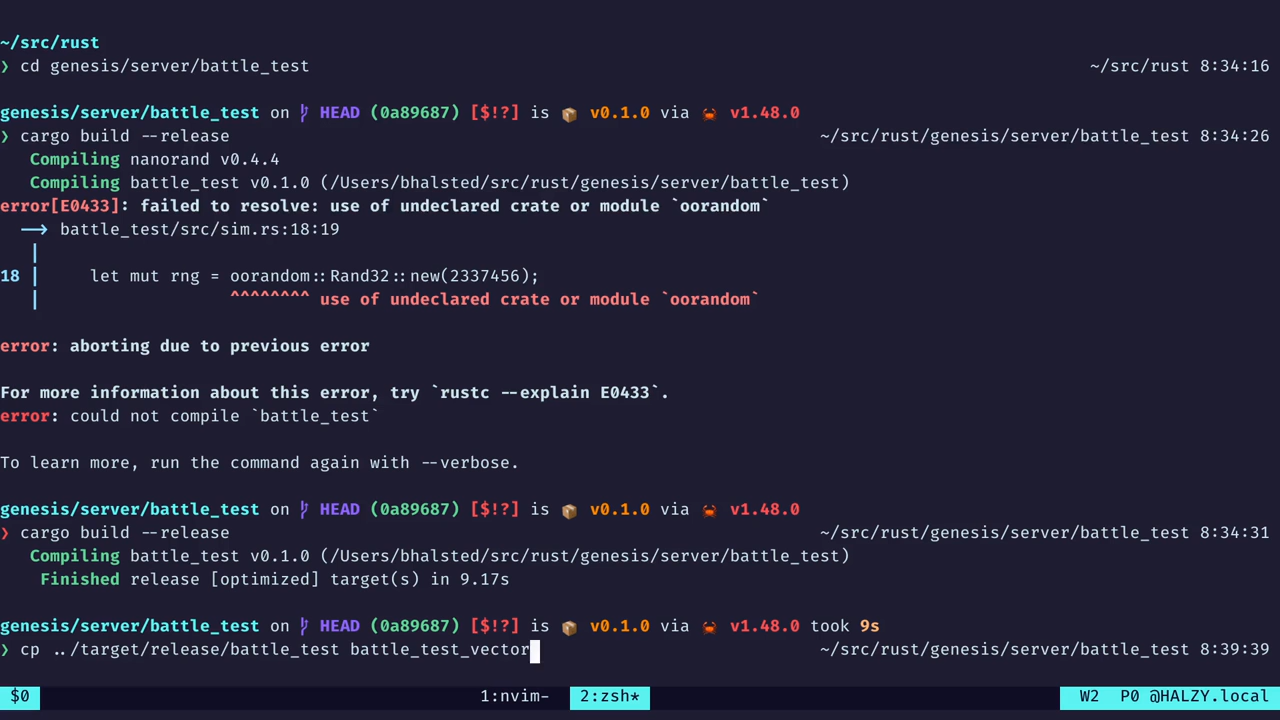 ~/src/rust
❯ cd genesis/server/battle_test ~/src/rust 8:34:16
genesis/server/battle_test on HEAD (0a89687) [$!?] is 📦 v0.1.0 via 🦀 v1.48.0
❯ cargo build --release ~/src/rust/genesis/server/battle_test 8:34:26
Compiling nanorand v0.4.4
Compiling battle_test v0.1.0 (/Users/bhalsted/src/rust/genesis/server/battle_test)
error[E0433]: failed to resolve: use of undeclared crate or module `oorandom`
--> battle_test/src/sim.rs:18:19
|
18 | let mut rng = oorandom::Rand32::new(2337456);
| ^^^^^^^^ use of undeclared crate or module `oorandom`
error: aborting due to previous error
For more information about this error, try `rustc --explain E0433`.
error: could not compile `battle_test`
To learn more, run the command again with --verbose.
genesis/server/battle_test on HEAD (0a89687) [$!?] is 📦 v0.1.0 via 🦀 v1.48.0
❯ cargo build --release ~/src/rust/genesis/server/battle_test 8:34:31
Compiling battle_test v0.1.0 (/Users/bhalsted/src/rust/genesis/server/battle_test)
Finished release [optimized] target(s) in 9.17s
genesis/server/battle_test on HEAD (0a89687) [$!?] is 📦 v0.1.0 via 🦀 v1.48.0 took 9s
❯ cp ../target/release/battle_test battle_test_vector ~/src/rust/genesis/server/battle_test 8:39:39
$0 1:nvim- 2:zsh* W2 P0 @HALZY.local